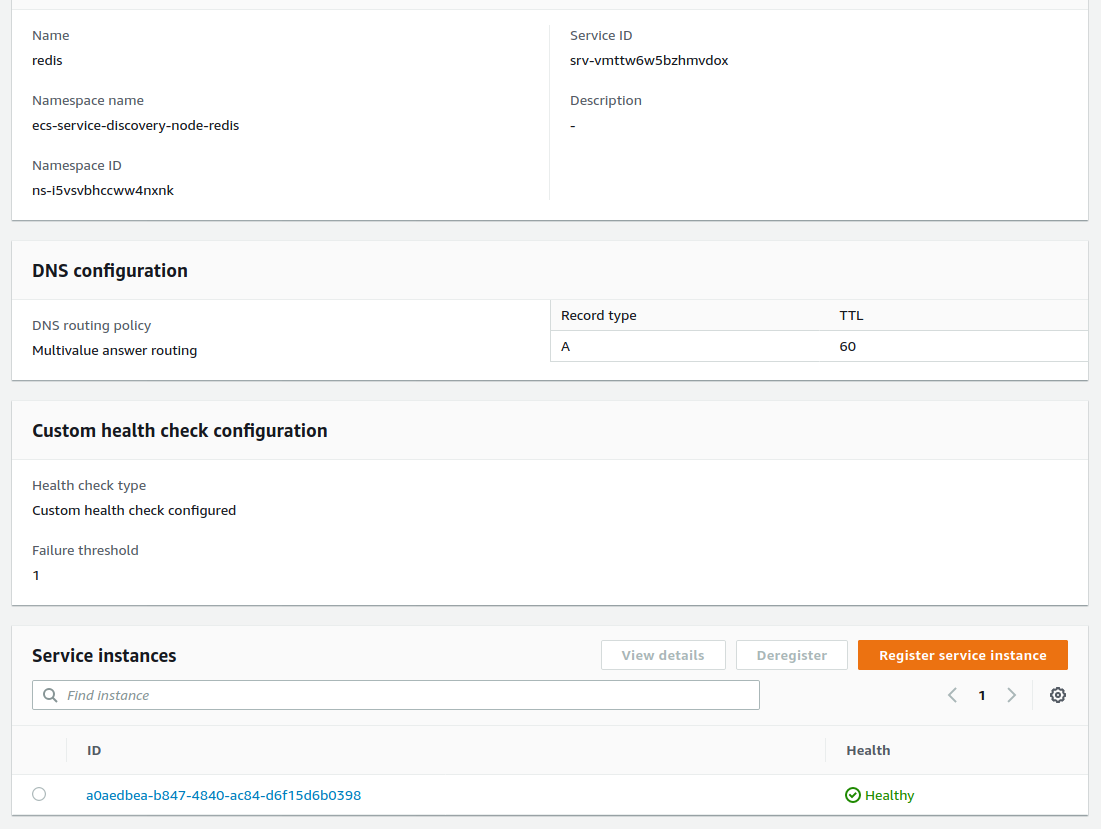 Name
redis
Namespace name
ecs-service-discovery-node-redis
Namespace ID
ns-i5vsvbhccww4nxnk
Service ID
srv-vmttw6w5bzhmvdox
Description
-
DNS configuration
DNS routing policy
Multivalue answer routing
Record type TTL
A 60
Custom health check configuration
Health check type
Custom health check configured
Failure threshold
1
Service instances View details Deregister Register service instance
Find instance 1
ID Health
a0aedbea-b847-4840-ac84-d6f15d6b0398 Healthy